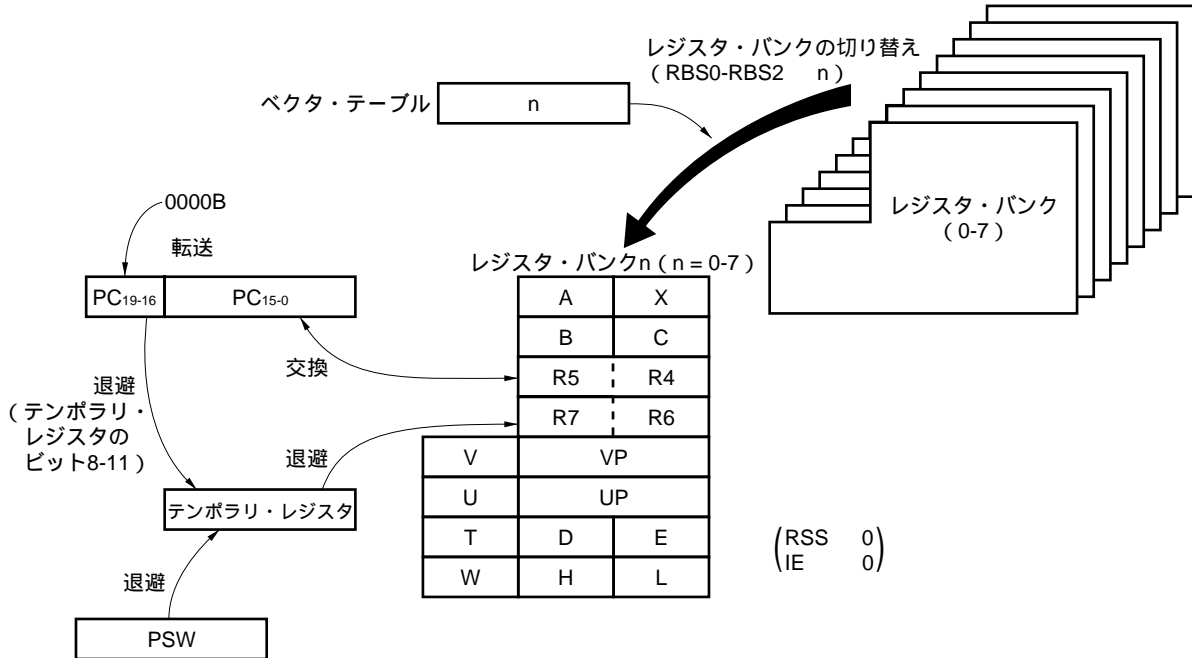 レジスタ・バンクの切り替え
（RBS0-RBS2　n）
ベクタ・テーブル
n
レジスタ・バンク
（0-7）
0000B
転送
レジスタ・バンクn（n = 0-7）
PC19-16
PC15-0
A
X
B
C
交換
R5
R4
R7
R6
退避
（テンポラリ・
レジスタの
ビット8-11）
退避
V
VP
U
UP
テンポラリ・レジスタ
T
D
E
W
H
L
RSS　0
IE　0
退避
PSW